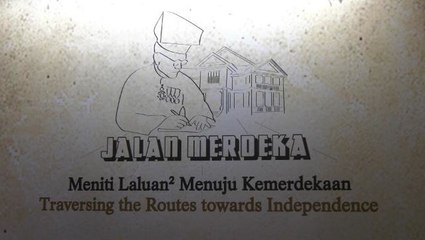 JALAN MERDEKA
Meniti Laluan² Menuju Kemerdekaan
Traversing the Routes towards Independence